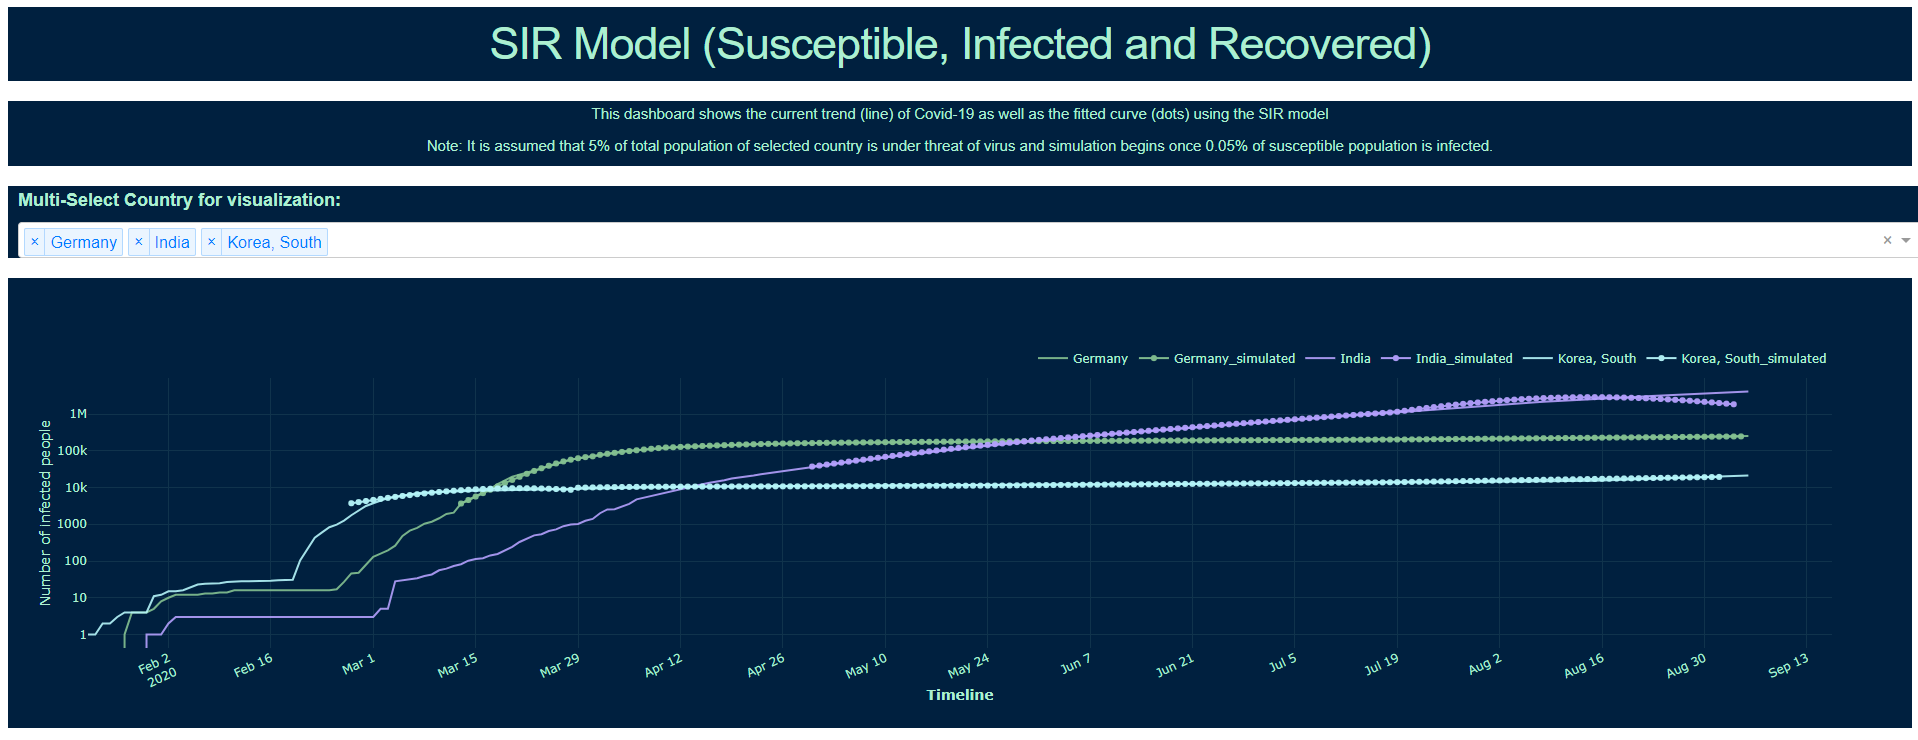 SIR Model (Susceptible, Infected and Recovered)
This dashboard shows the current trend (line) of Covid-19 as well as the fitted curve (dots) using the SIR model
Note: It is assumed that 5% of total population of selected country is under threat of virus and simulation begins once 0.05% of susceptible population is infected.
Multi-Select Country for visualization:
× Germany × India × Korea, South × 
Germany Germany_simulated India India_simulated Korea, South Korea, South_simulated
Number of infected people
1M
100k
10k
1000
100
10
1
Feb 2 Feb 16 Mar 1 Mar 15 Mar 29 Apr 12 Apr 26 May 10 May 24 Jun 7 Jun 21 Jul 5 Jul 19 Aug 2 Aug 16 Aug 30 Sep 13
2020
Timeline